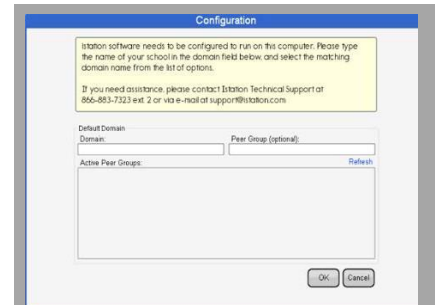 Configuration
Istation software needs to be configured to run on this computer. Please type
the name of your school in the domain field below, and select the matching
domain name from the list of options.
If you need assistance, please contact Istation Technical Support at
866-883-7323 ext. 2 or via e-mail at support@istation.com
Default Domain
Domain: Peer Group (optional):
Active Peer Groups: Refresh
OK Cancel